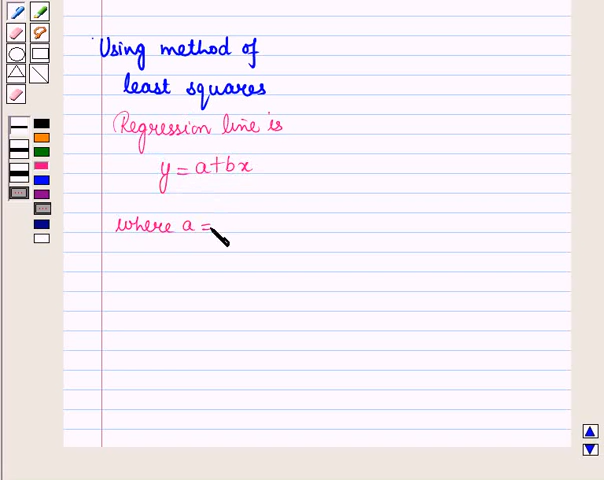 Using method of
least squares
Regression line is
y = a+bx
where a =